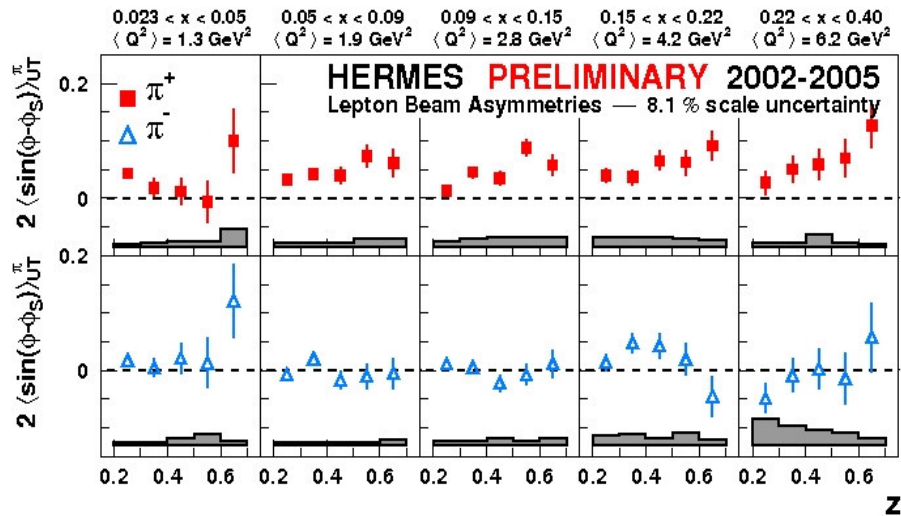 0.023 < x < 0.05 0.05 < x < 0.09 0.09 < x < 0.15 0.15 < x < 0.22 0.22 < x < 0.40
⟨ Q² ⟩ = 1.3 GeV² ⟨ Q² ⟩ = 1.9 GeV² ⟨ Q² ⟩ = 2.8 GeV² ⟨ Q² ⟩ = 4.2 GeV² ⟨ Q² ⟩ = 6.2 GeV²
HERMES PRELIMINARY 2002-2005
Lepton Beam Asymmetries — 8.1 % scale uncertainty
π⁺
π⁻
2 ⟨sin(ϕ-ϕ_S)⟩^π_UT
0.2
0
2 ⟨sin(ϕ-ϕ_S)⟩^π_UT
0.2
0
0.2 0.4 0.6 0.2 0.4 0.6 0.2 0.4 0.6 0.2 0.4 0.6 0.2 0.4 0.6
z